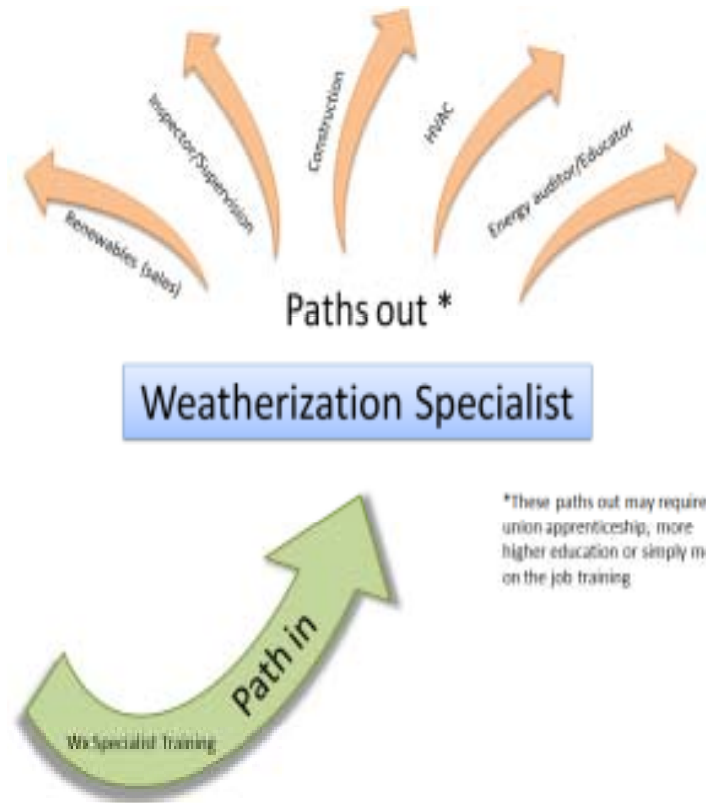 Renewables (sales)
Inspector/Supervision
Construction
HVAC
Energy auditor/Educator
Paths out *
Weatherization Specialist
*These paths out may require
union apprenticeship, more
higher education or simply
on the job training
Path in
Wx Specialist Training